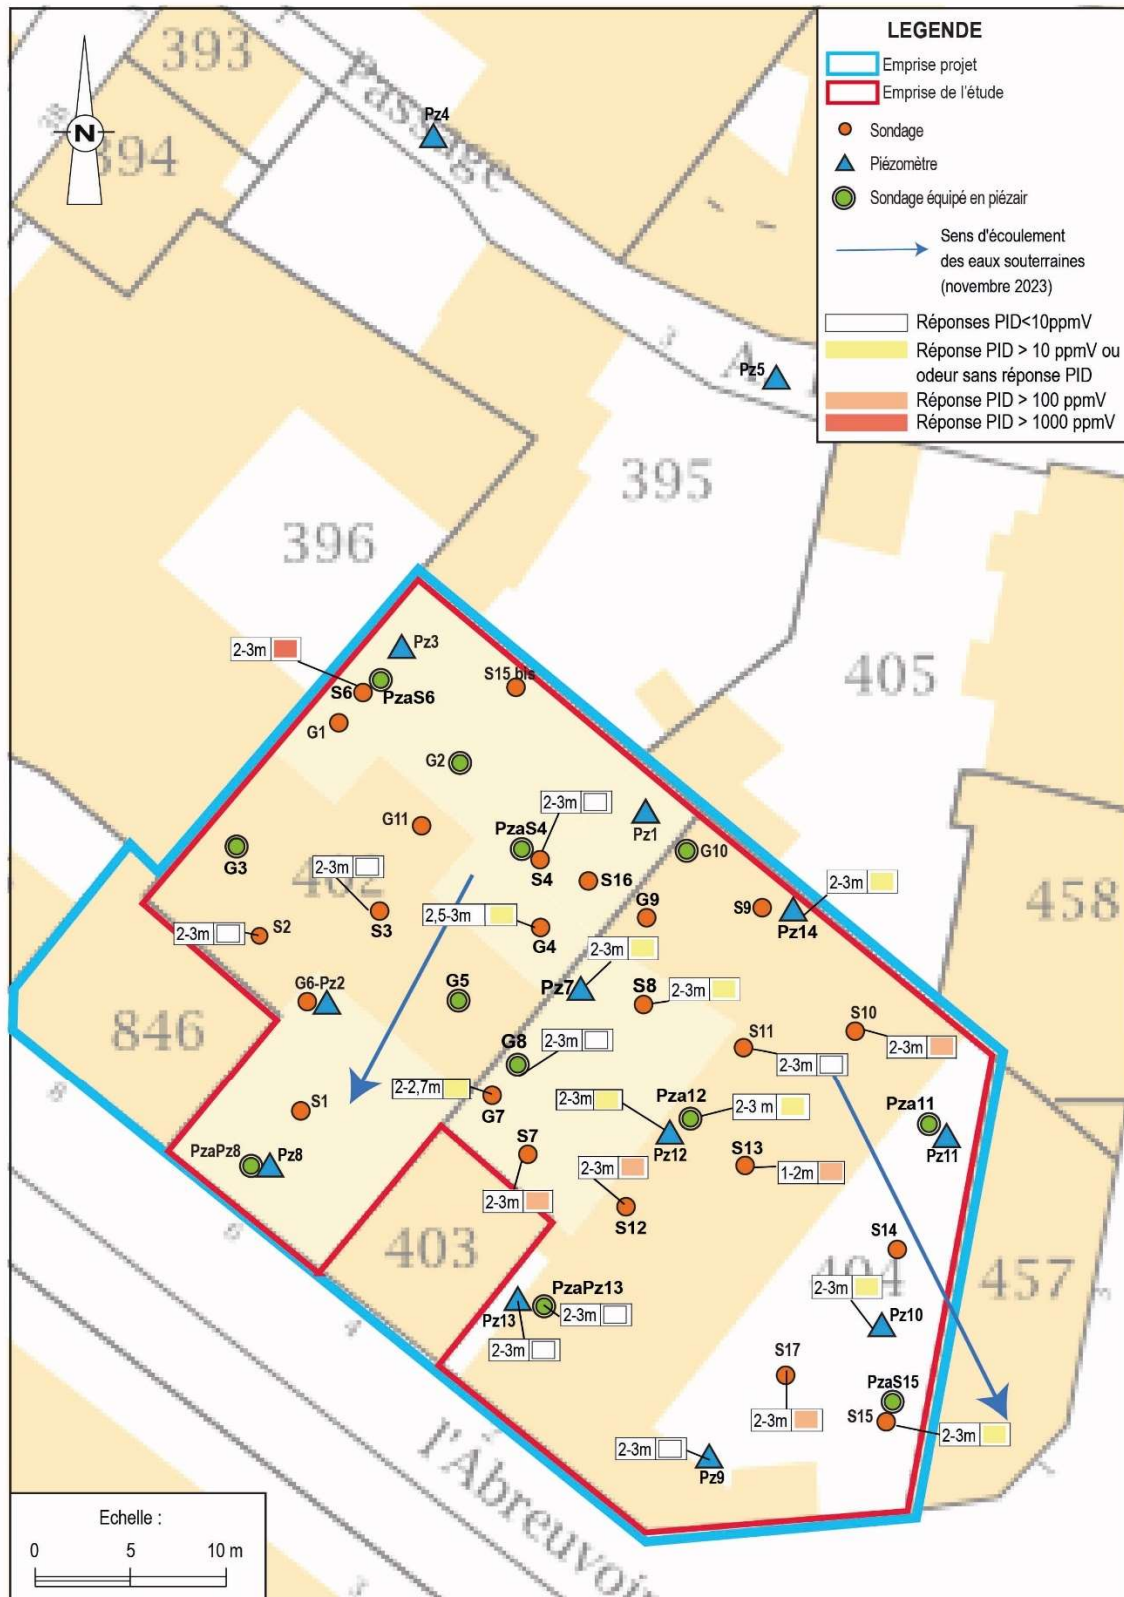 LEGENDE
Emprise projet
Emprise de l'étude
Sondage
Piézomètre
Sondage équipé en piézair
Sens d'écoulement
des eaux souterraines
(novembre 2023)
Réponses PID<10ppmV
Réponse PID > 10 ppmV ou
odeur sans réponse PID
Réponse PID > 100 ppmV
Réponse PID > 1000 ppmV
N
393
394
Passage
Pz4
3
Pz5
395
396
405
2-3m
Pz3
S6
PzaS6
S15 bis
G1
G2
2-3m
G11
PzaS4
Pz1
G3
2-3m
402
S4
G10
S16
2-3m
458
2-3m
S2
S3
2,5-3m
G4
G9
S9
Pz14
2-3m
G6-Pz2
G5
Pz7
S8
2-3m
846
G8
2-3m
S11
S10
2-3m
2-3m
8
S1
2-2,7m
G7
2-3m
Pza12
2-3 m
Pza11
PzaPz8
Pz8
S7
Pz12
S13
Pz11
2-3m
1-2m
2-3m
6
403
S12
S14
404
457
2-3m
PzaPz13
Pz13
2-3m
Pz10
3
4
2-3m
S17
PzaS15
2-3m
S15
2-3m
l'Abreuvoir
2-3m
Pz9
Echelle :
0 5 10 m
3